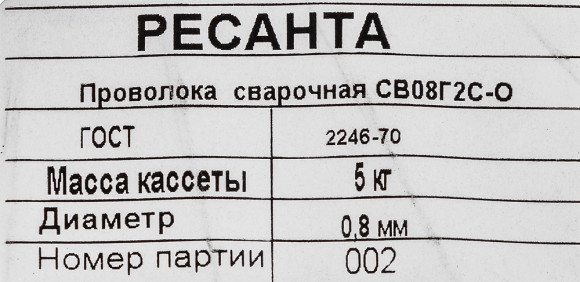 РЕСАНТА
Проволока сварочная СВ08Г2С-О
ГОСТ 2246-70
Масса кассеты 5 кг
Диаметр 0,8 мм
Номер партии 002